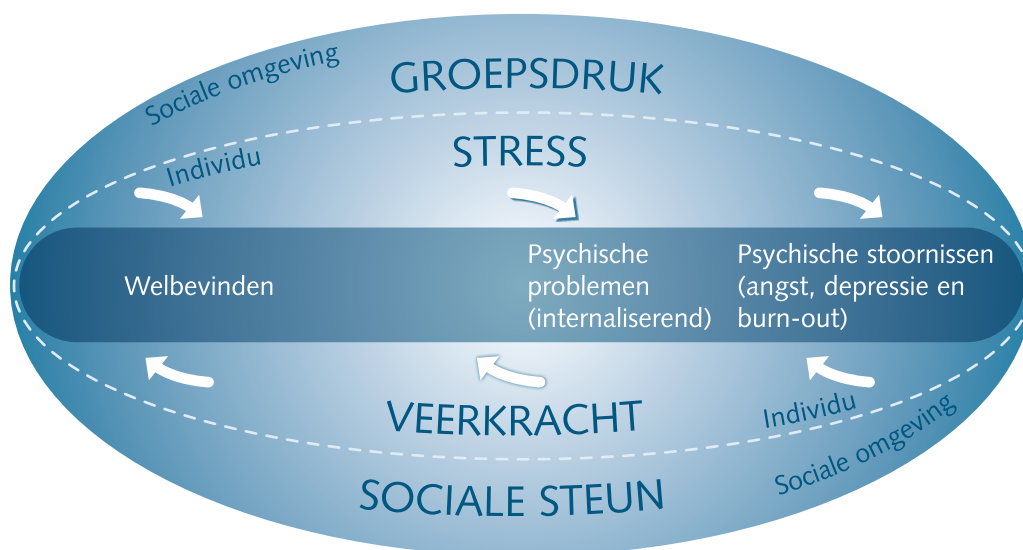 Sociale omgeving
GROEPSDRUK
Individu
STRESS
Welbevinden
Psychische
problemen
(internaliserend)
Psychische stoornissen
(angst, depressie en
burn-out)
VEERKRACHT
Individu
SOCIALE STEUN
Sociale omgeving